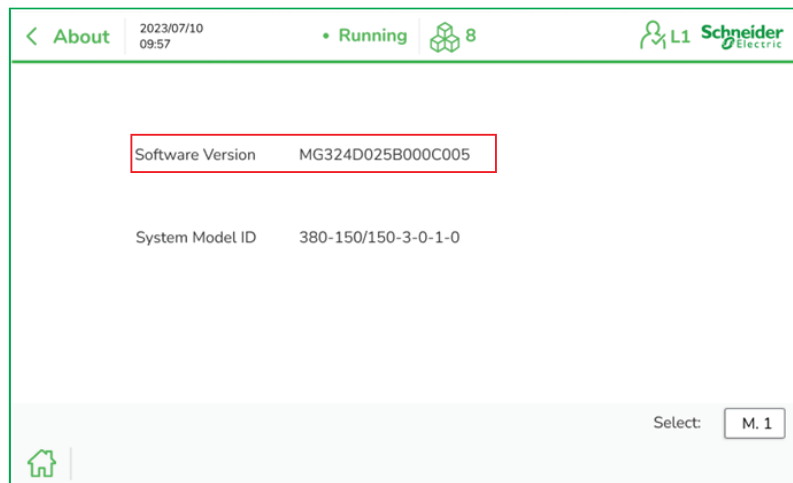 About
2023/07/10
09:57
• Running
8
L1
Schneider
Electric
Software Version MG324D025B000C005
System Model ID 380-150/150-3-0-1-0
Select: M. 1